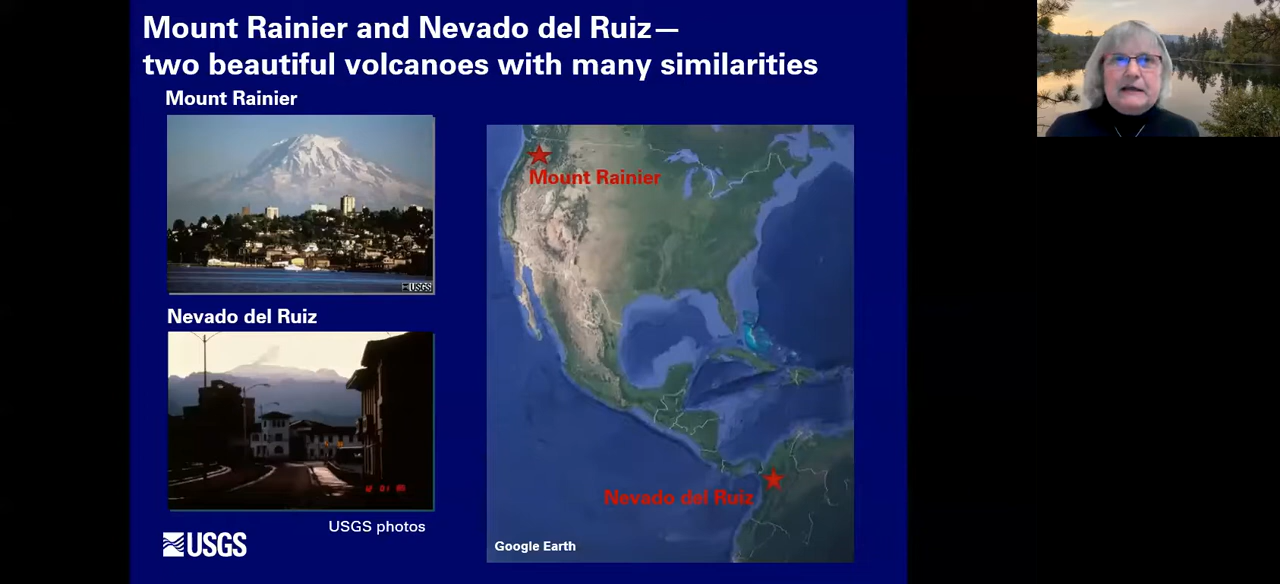 Mount Rainier and Nevado del Ruiz—
two beautiful volcanoes with many similarities
Mount Rainier
USGS
Nevado del Ruiz
USGS photos
USGS
Mount Rainier
Nevado del Ruiz
Google Earth